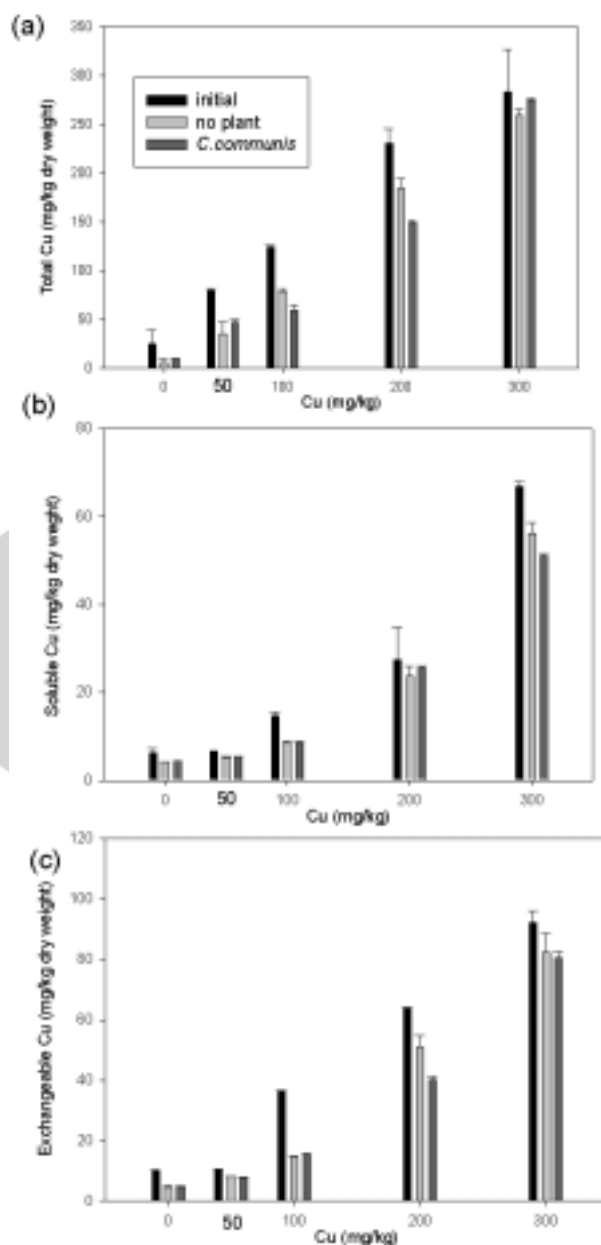 (a)
Total Cu (mg/kg dry weight)
350
300
250
200
150
100
50
0
initial
no plant
C.communis
0
50
100
200
300
Cu (mg/kg)
(b)
Soluble Cu (mg/kg dry weight)
80
60
40
20
0
0
50
100
200
300
Cu (mg/kg)
(c)
Exchangeable Cu (mg/kg dry weight)
120
100
80
60
40
20
0
0
50
100
200
300
Cu (mg/kg)